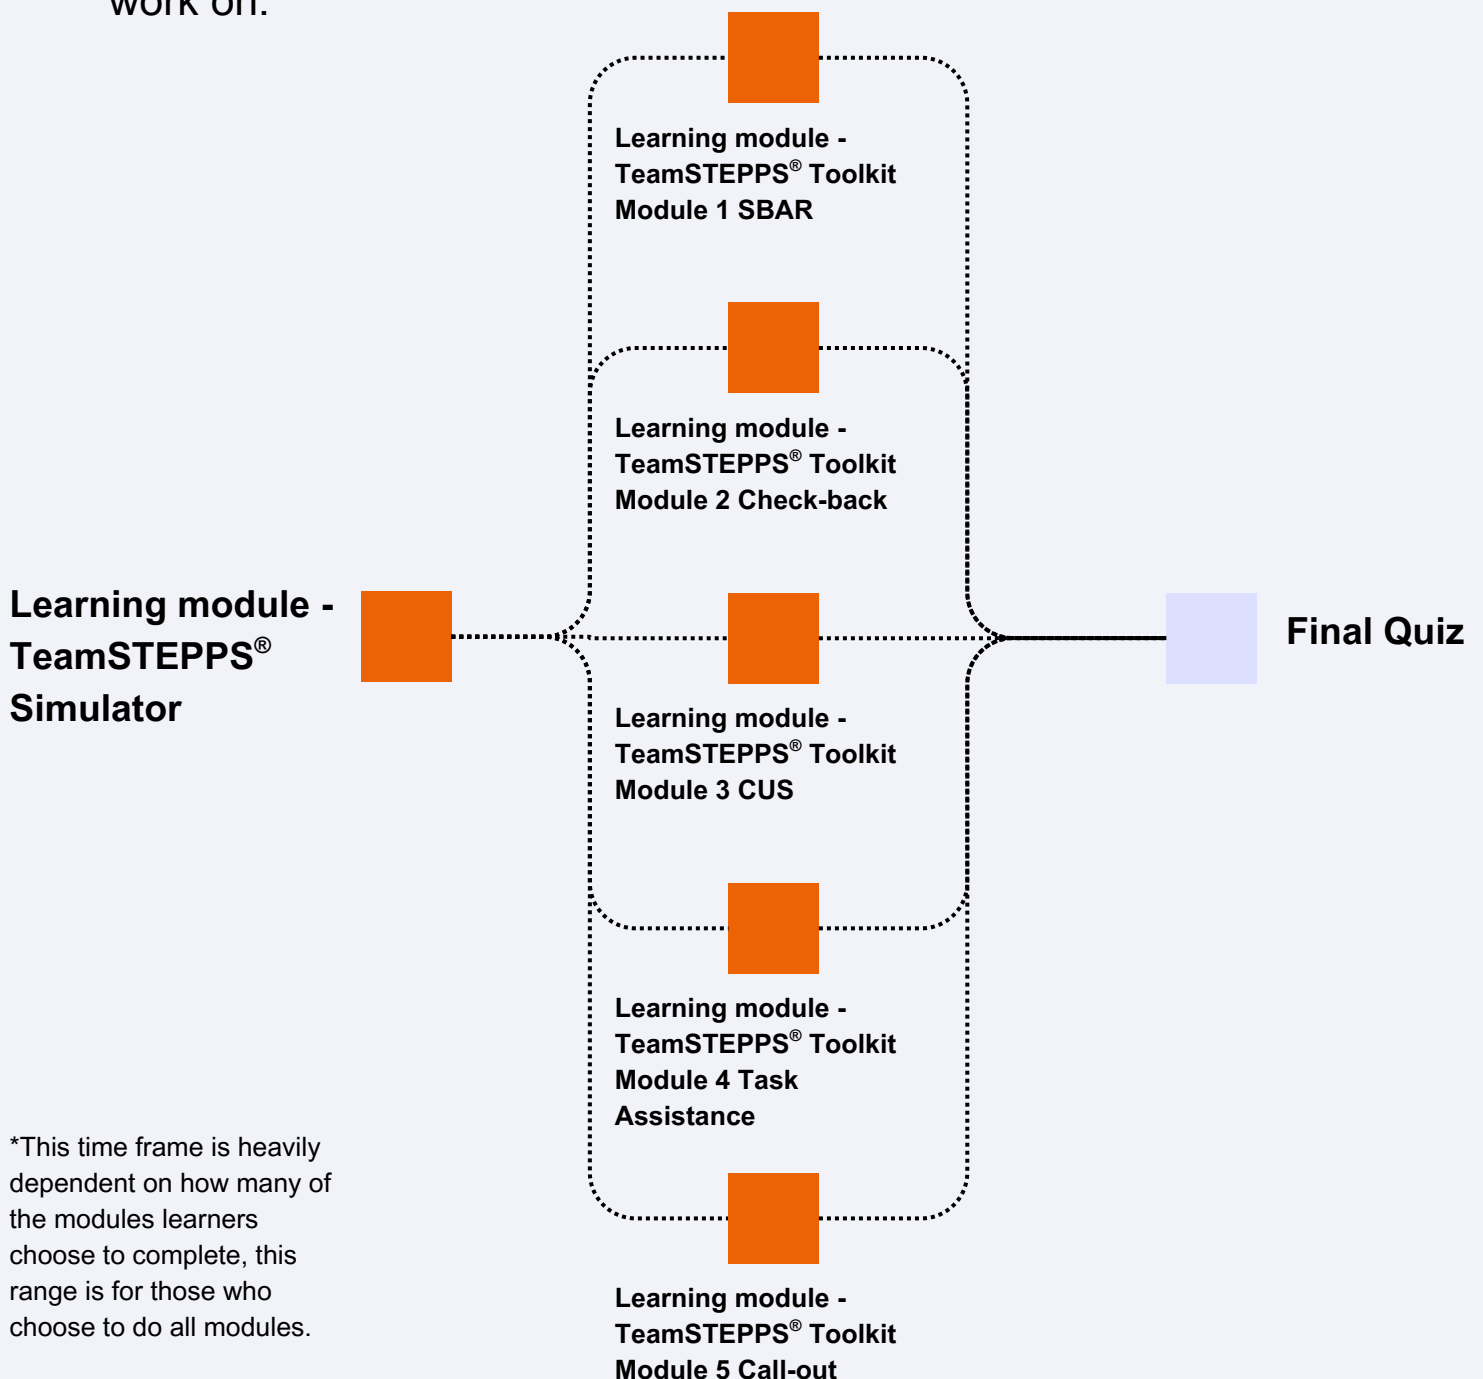 work on.
Learning module -
TeamSTEPPS® Toolkit
Module 1 SBAR
Learning module -
TeamSTEPPS® Toolkit
Module 2 Check-back
Learning module -
TeamSTEPPS®
Simulator
Learning module -
TeamSTEPPS® Toolkit
Module 3 CUS
Final Quiz
Learning module -
TeamSTEPPS® Toolkit
Module 4 Task
Assistance
*This time frame is heavily
dependent on how many of
the modules learners
choose to complete, this
range is for those who
choose to do all modules.
Learning module -
TeamSTEPPS® Toolkit
Module 5 Call-out